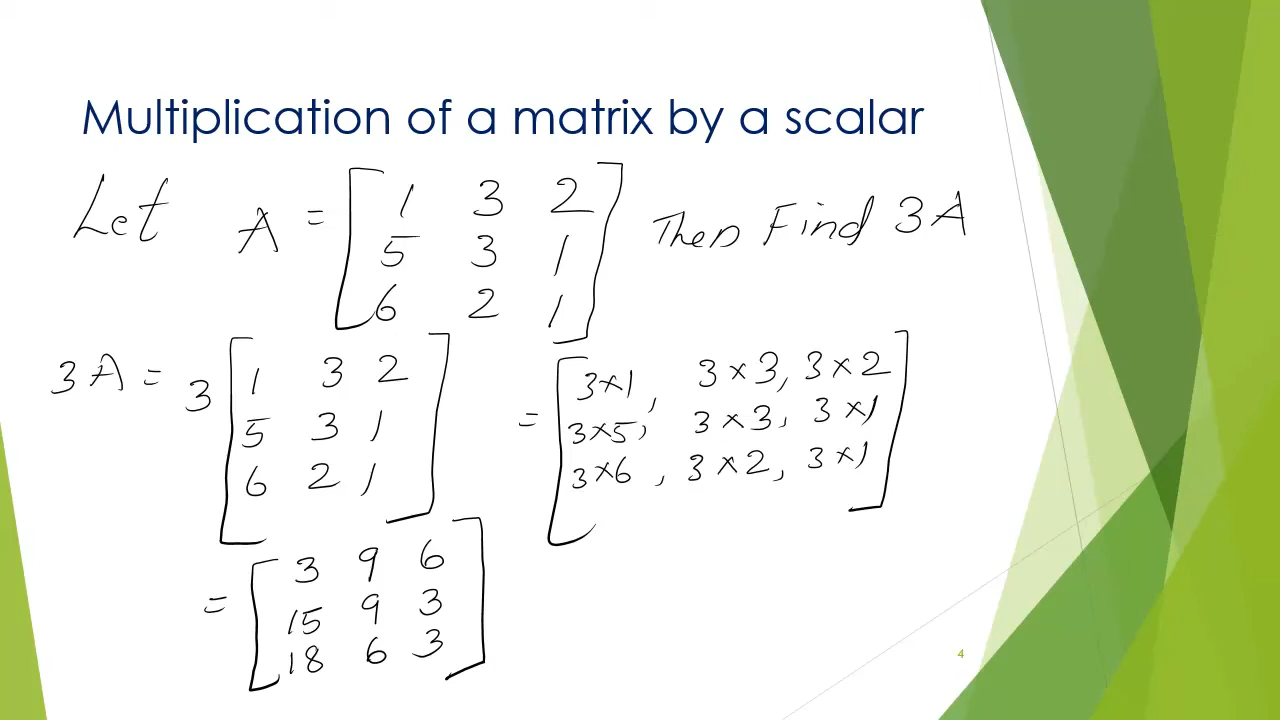 Multiplication of a matrix by a scalar
Let A = [ 1 3 2 Then Find 3A
5 3 1
6 2 1 ]
3A = 3 [ 1 3 2 = [ 3×1, 3×3, 3×2
5 3 1 3×5, 3×3, 3×1
6 2 1 ] 3×6, 3×2, 3×1 ]
= [ 3 9 6
15 9 3
18 6 3 ]
4